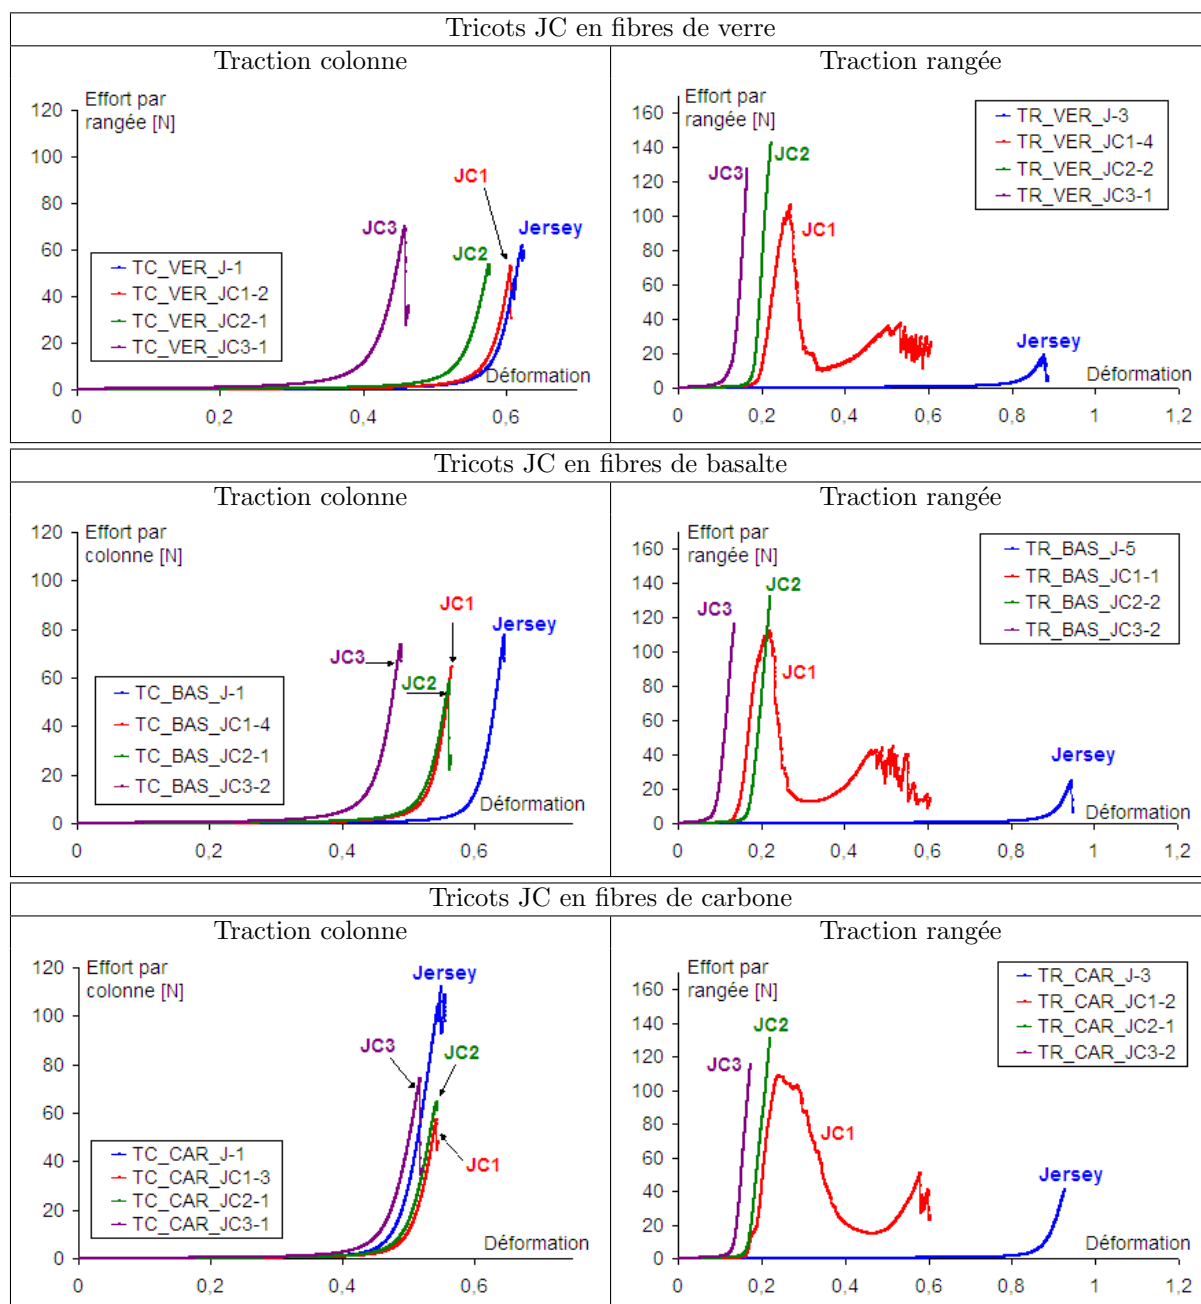 Tricots JC en fibres de verre
Traction colonne
Traction rangée
Effort par
rangée [N]
120
100
80
60
40
20
0
0
0,2
0,4
0,6
Déformation
JC3
JC2
JC1
Jersey
TC_VER_J-1
TC_VER_JC1-2
TC_VER_JC2-1
TC_VER_JC3-1
Effort par
rangée [N]
160
140
120
100
80
60
40
20
0
0
0,2
0,4
0,6
0,8
1
1,2
JC3
JC2
JC1
Jersey
TR_VER_J-3
TR_VER_JC1-4
TR_VER_JC2-2
TR_VER_JC3-1
Tricots JC en fibres de basalte
Traction colonne
Traction rangée
Effort par
colonne [N]
120
100
80
60
40
20
0
0
0,2
0,4
0,6
Déformation
JC3
JC2
JC1
Jersey
TC_BAS_J-1
TC_BAS_JC1-4
TC_BAS_JC2-1
TC_BAS_JC3-2
Effort par
rangée [N]
160
140
120
100
80
60
40
20
0
0
0,2
0,4
0,6
0,8
1
1,2
JC3
JC2
JC1
Jersey
TR_BAS_J-5
TR_BAS_JC1-1
TR_BAS_JC2-2
TR_BAS_JC3-2
Tricots JC en fibres de carbone
Traction colonne
Traction rangée
Effort par
colonne [N]
120
100
80
60
40
20
0
0
0,2
0,4
0,6
Déformation
Jersey
JC3
JC2
JC1
TC_CAR_J-1
TC_CAR_JC1-3
TC_CAR_JC2-1
TC_CAR_JC3-1
Effort par
rangée [N]
160
140
120
100
80
60
40
20
0
0
0,2
0,4
0,6
0,8
1
1,2
JC3
JC2
JC1
Jersey
TR_CAR_J-3
TR_CAR_JC1-2
TR_CAR_JC2-1
TR_CAR_JC3-2